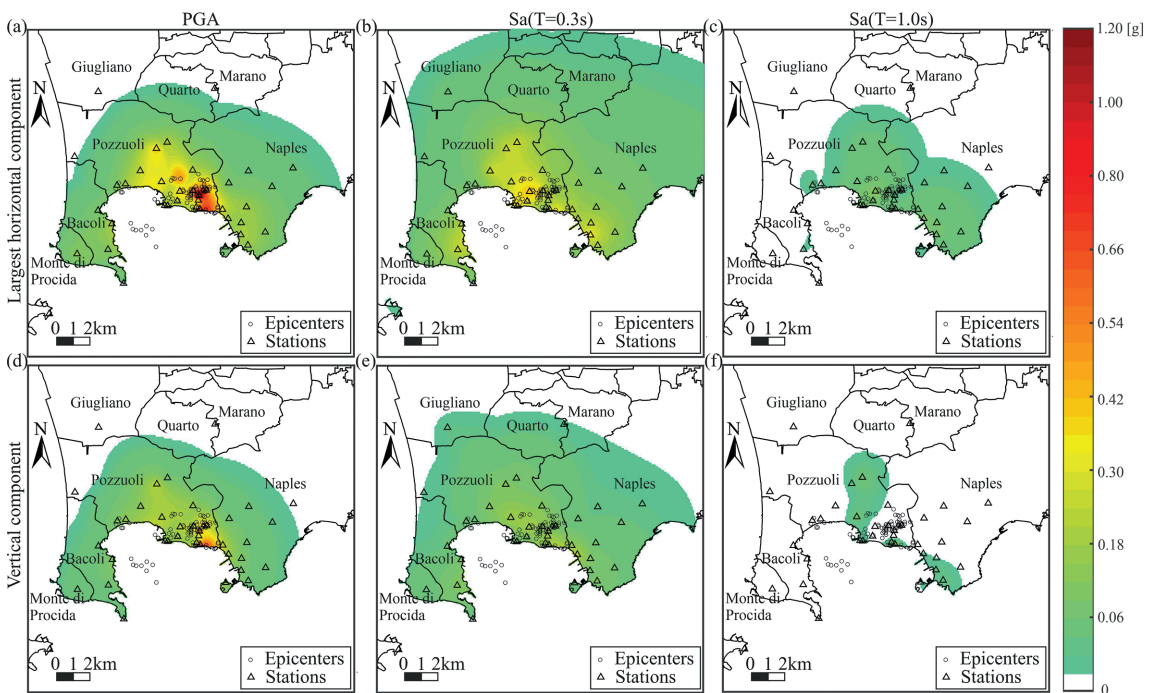 PGA
Sa(T=0.3s)
Sa(T=1.0s)
Largest horizontal component
Vertical component
(a)
Giugliano
Marano
N
Quarto
Pozzuoli
Naples
Bacoli
Monte di
Procida
0 1 2km
Epicenters
Stations
(b)
Giugliano
Marano
N
Quarto
Pozzuoli
Naples
Bacoli
Monte di
Procida
0 1 2km
Epicenters
Stations
(c)
Giugliano
Marano
N
Quarto
Pozzuoli
Naples
Bacoli
Monte di
Procida
0 1 2km
Epicenters
Stations
(d)
Giugliano
Marano
N
Quarto
Pozzuoli
Naples
Bacoli
Monte di
Procida
0 1 2km
Epicenters
Stations
(e)
Giugliano
Marano
N
Quarto
Pozzuoli
Naples
Bacoli
Monte di
Procida
0 1 2km
Epicenters
Stations
(f)
Giugliano
Marano
N
Quarto
Pozzuoli
Naples
Bacoli
Monte di
Procida
0 1 2km
Epicenters
Stations
1.20 [g]
1.00
0.80
0.66
0.54
0.42
0.30
0.18
0.06
0